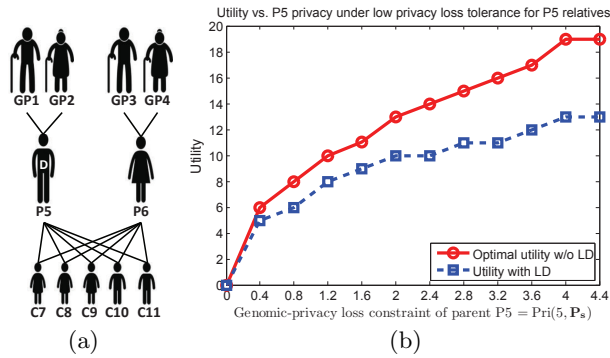 GP1 GP2 GP3 GP4
D
P5 P6
C7 C8 C9 C10 C11
(a)
Utility vs. P5 privacy under low privacy loss tolerance for P5 relatives
20
18
16
14
12
10
8
6
4
2
0
Utility
Optimal utility w/o LD
Utility with LD
0 0.4 0.8 1.2 1.6 2 2.4 2.8 3.2 3.6 4 4.4
Genomic-privacy loss constraint of parent P5 = Pri(5, Ps)
(b)